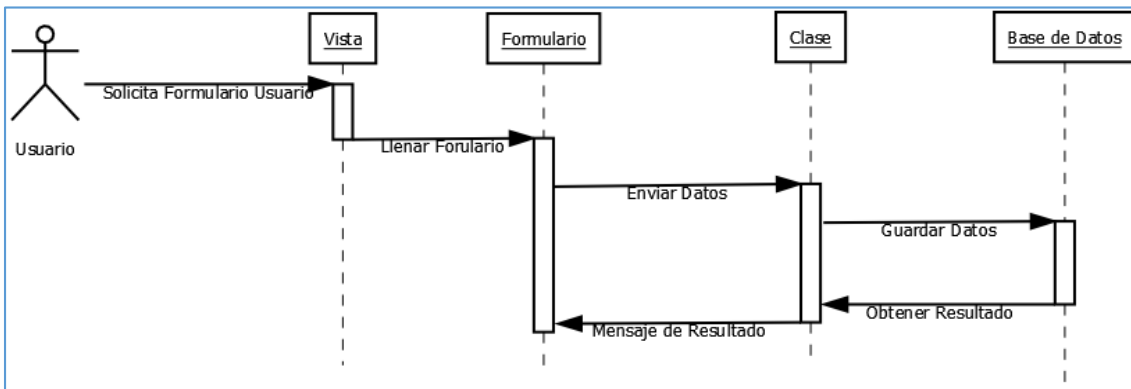 Vista
Formulario
Clase
Base de Datos
Solicita Formulario Usuario
Usuario
Llenar Forulario
Enviar Datos
Guardar Datos
Obtener Resultado
Mensaje de Resultado